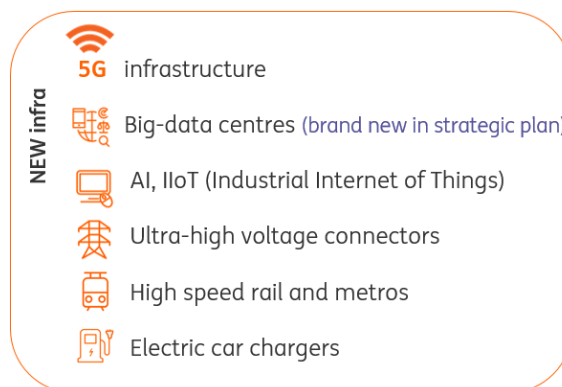 NEW infra
5G infrastructure
Big-data centres (brand new in strategic plan)
AI, IIoT (Industrial Internet of Things)
Ultra-high voltage connectors
High speed rail and metros
Electric car chargers